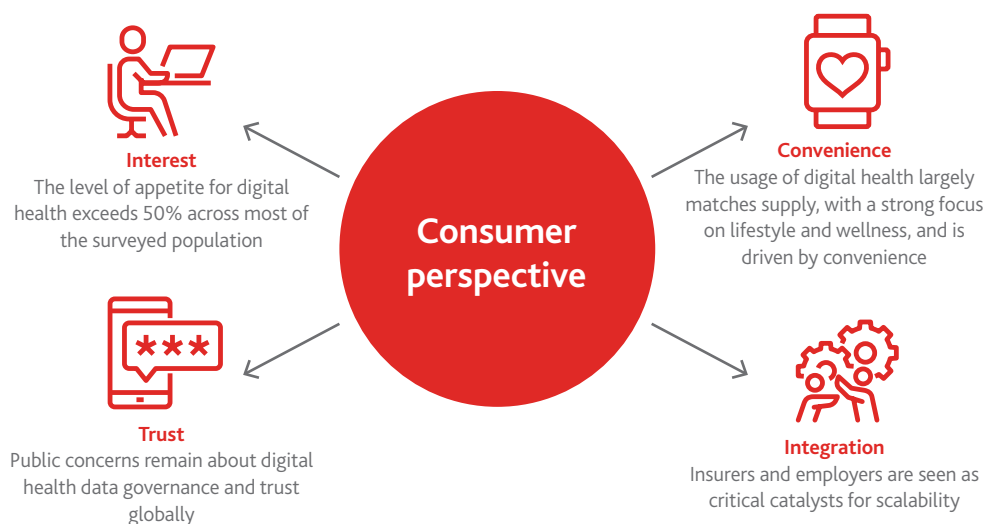 Interest
The level of appetite for digital
health exceeds 50% across most of
the surveyed population
Convenience
The usage of digital health largely
matches supply, with a strong focus
on lifestyle and wellness, and is
driven by convenience
Consumer
perspective
***
Trust
Public concerns remain about digital
health data governance and trust
globally
Integration
Insurers and employers are seen as
critical catalysts for scalability